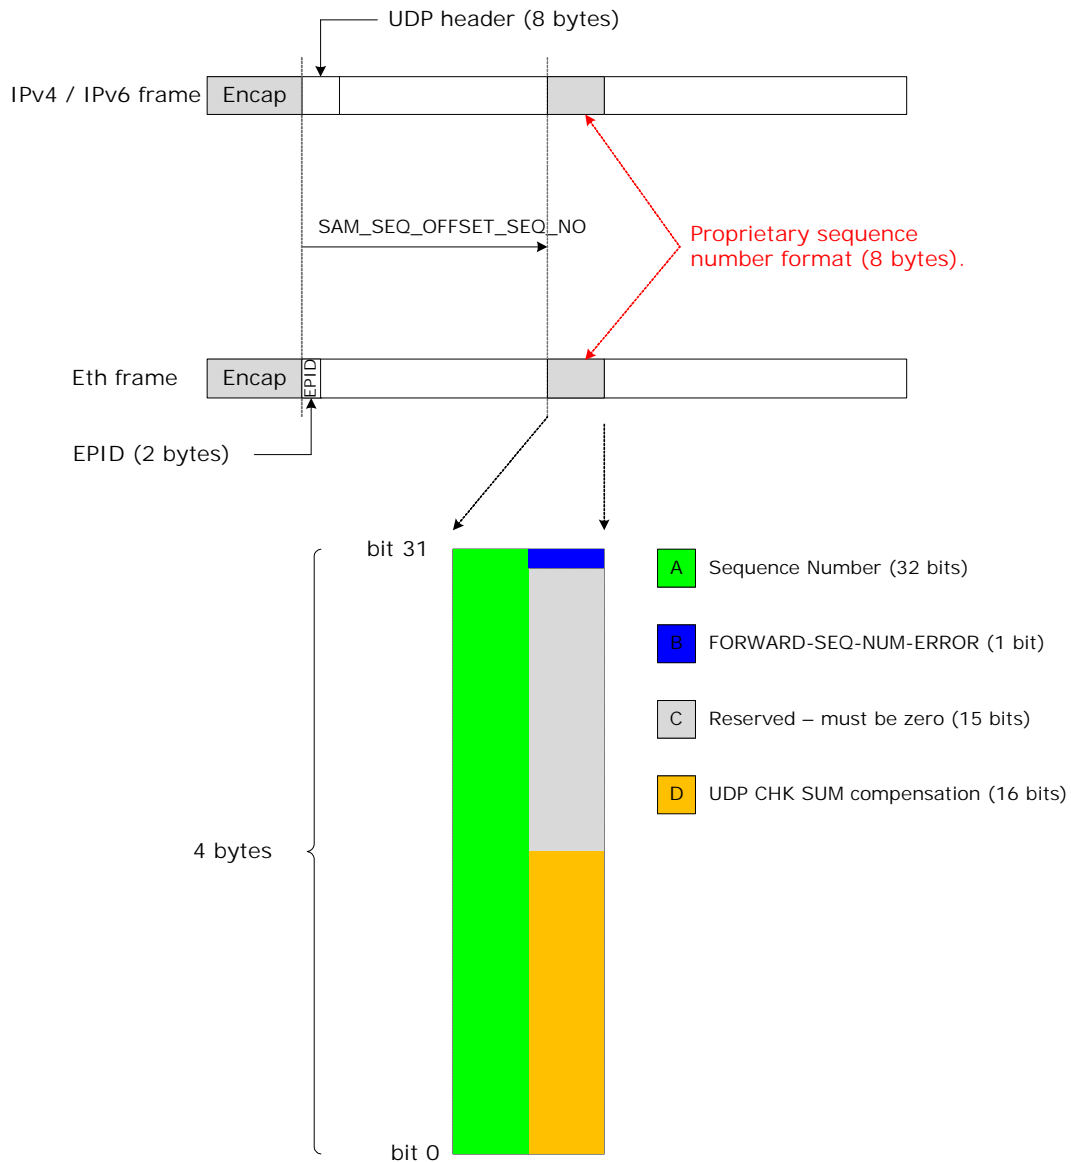 UDP header (8 bytes)
IPv4 / IPv6 frame
Encap
SAM_SEQ_OFFSET_SEQ_NO
Proprietary sequence
number format (8 bytes).
Eth frame
Encap
EPID
EPID (2 bytes)
bit 31
A
Sequence Number (32 bits)
B
FORWARD-SEQ-NUM-ERROR (1 bit)
C
Reserved – must be zero (15 bits)
D
UDP CHK SUM compensation (16 bits)
4 bytes
bit 0